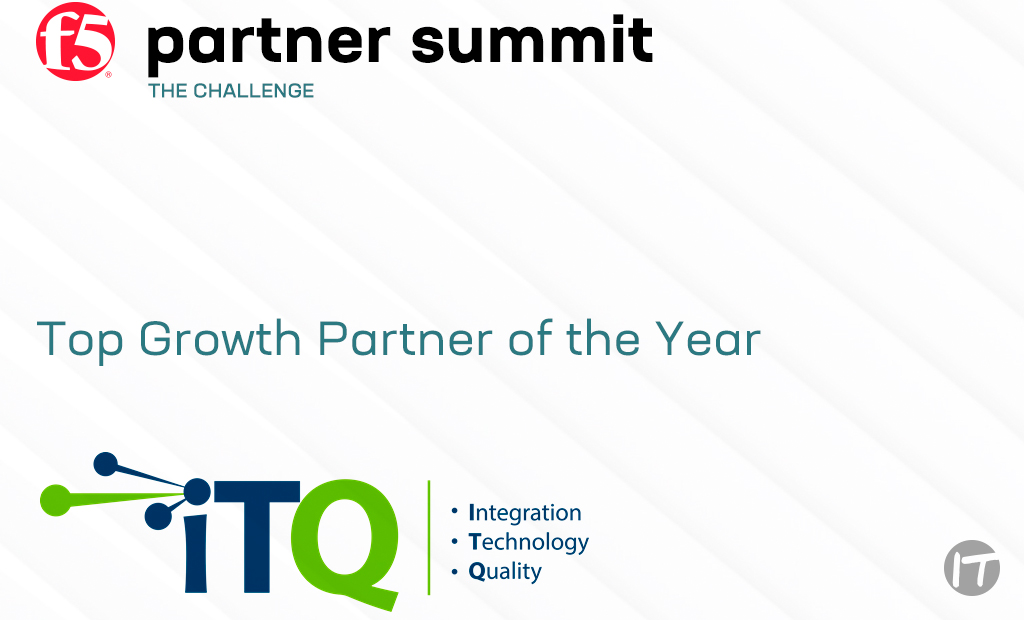 f5 partner summit
THE CHALLENGE
Top Growth Partner of the Year
iTQ
• Integration
• Technology
• Quality
IT